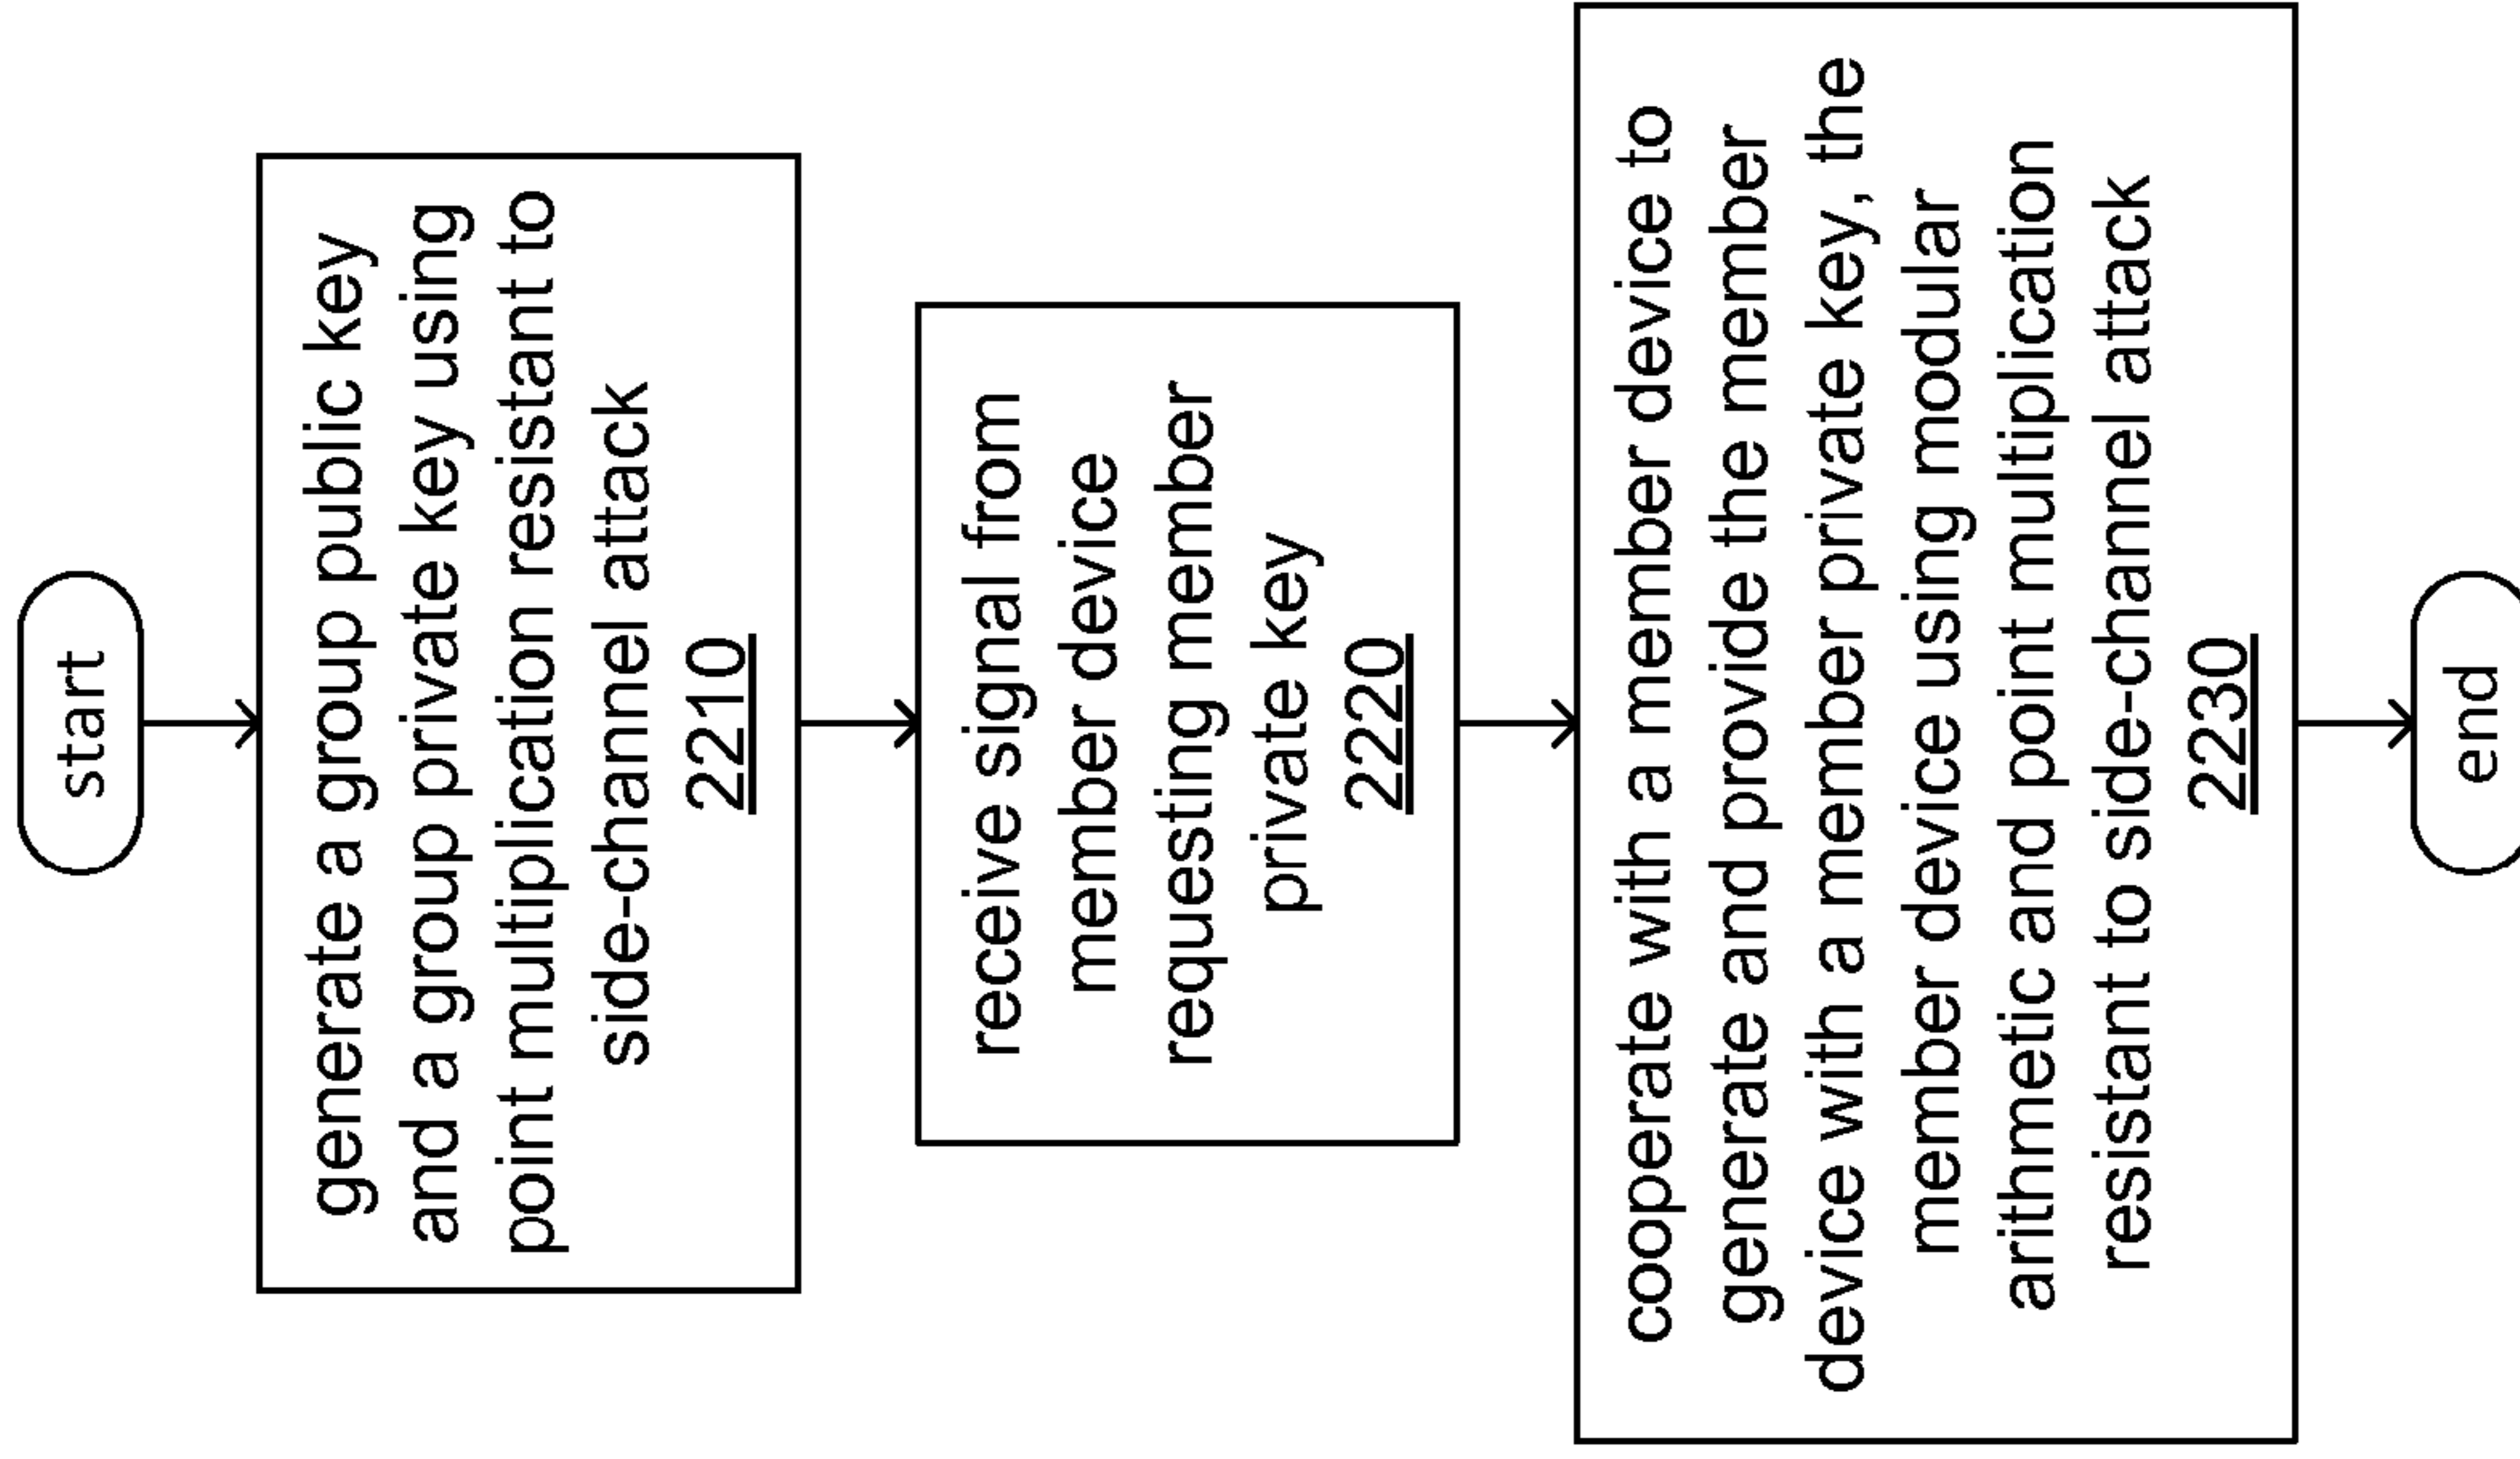 start
generate a group public key
and a group private key using
point multiplication resistant to
side-channel attack
2210
receive signal from
member device
requesting member
private key
2220
cooperate with a member device to
generate and provide the member
device with a member private key, the
member device using modular
arithmetic and point multiplication
resistant to side-channel attack
2230
end